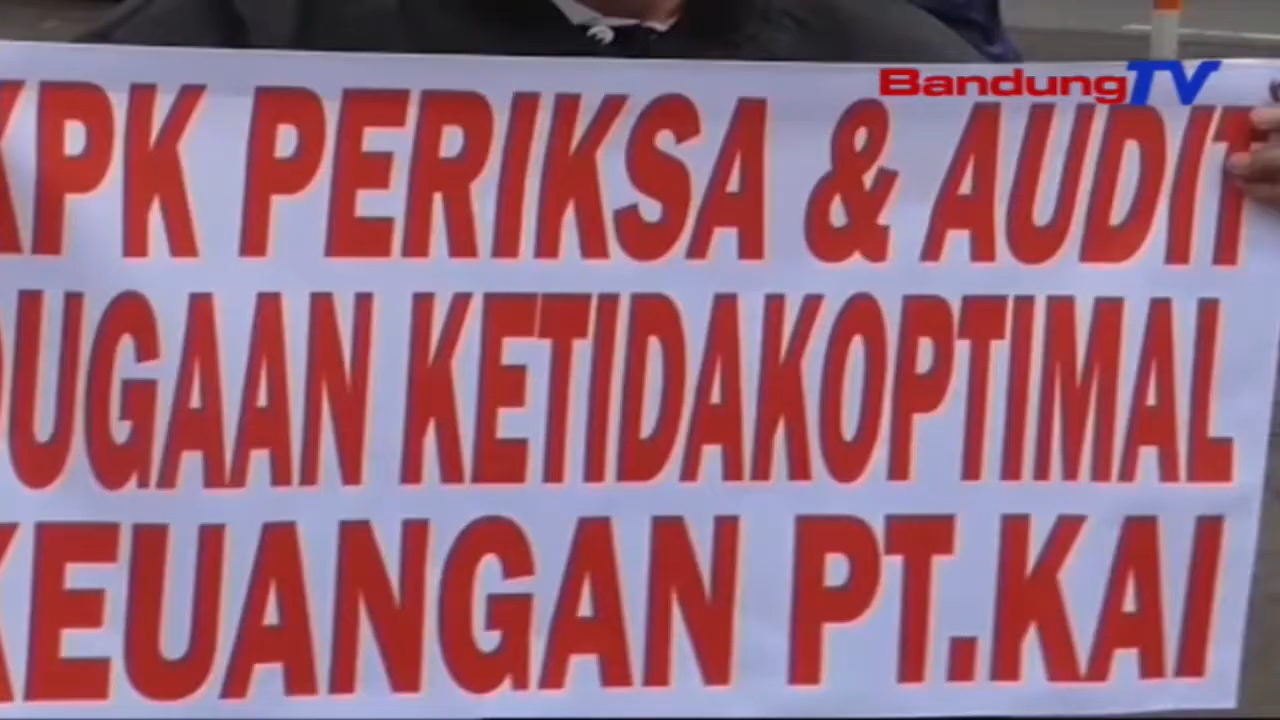 BandungTV
KPK PERIKSA & AUDIT
DUGAAN KETIDAKOPTIMAL
KEUANGAN PT.KAI